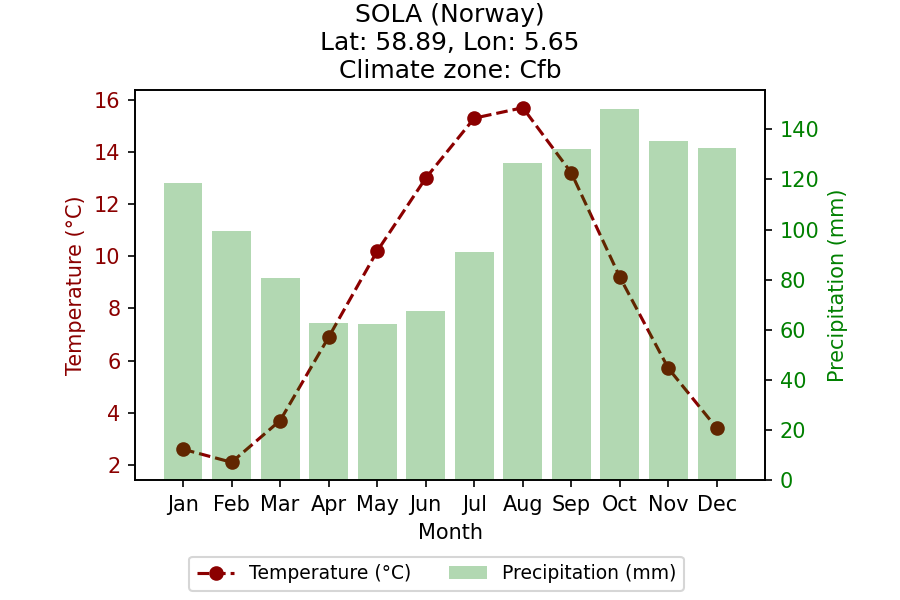 SOLA (Norway)
Lat: 58.89, Lon: 5.65
Climate zone: Cfb
16
14
12
10
8
6
4
2
Temperature (°C)
140
120
100
80
60
40
20
0
Precipitation (mm)
Jan Feb Mar Apr May Jun Jul Aug Sep Oct Nov Dec
Month
Temperature (°C) Precipitation (mm)